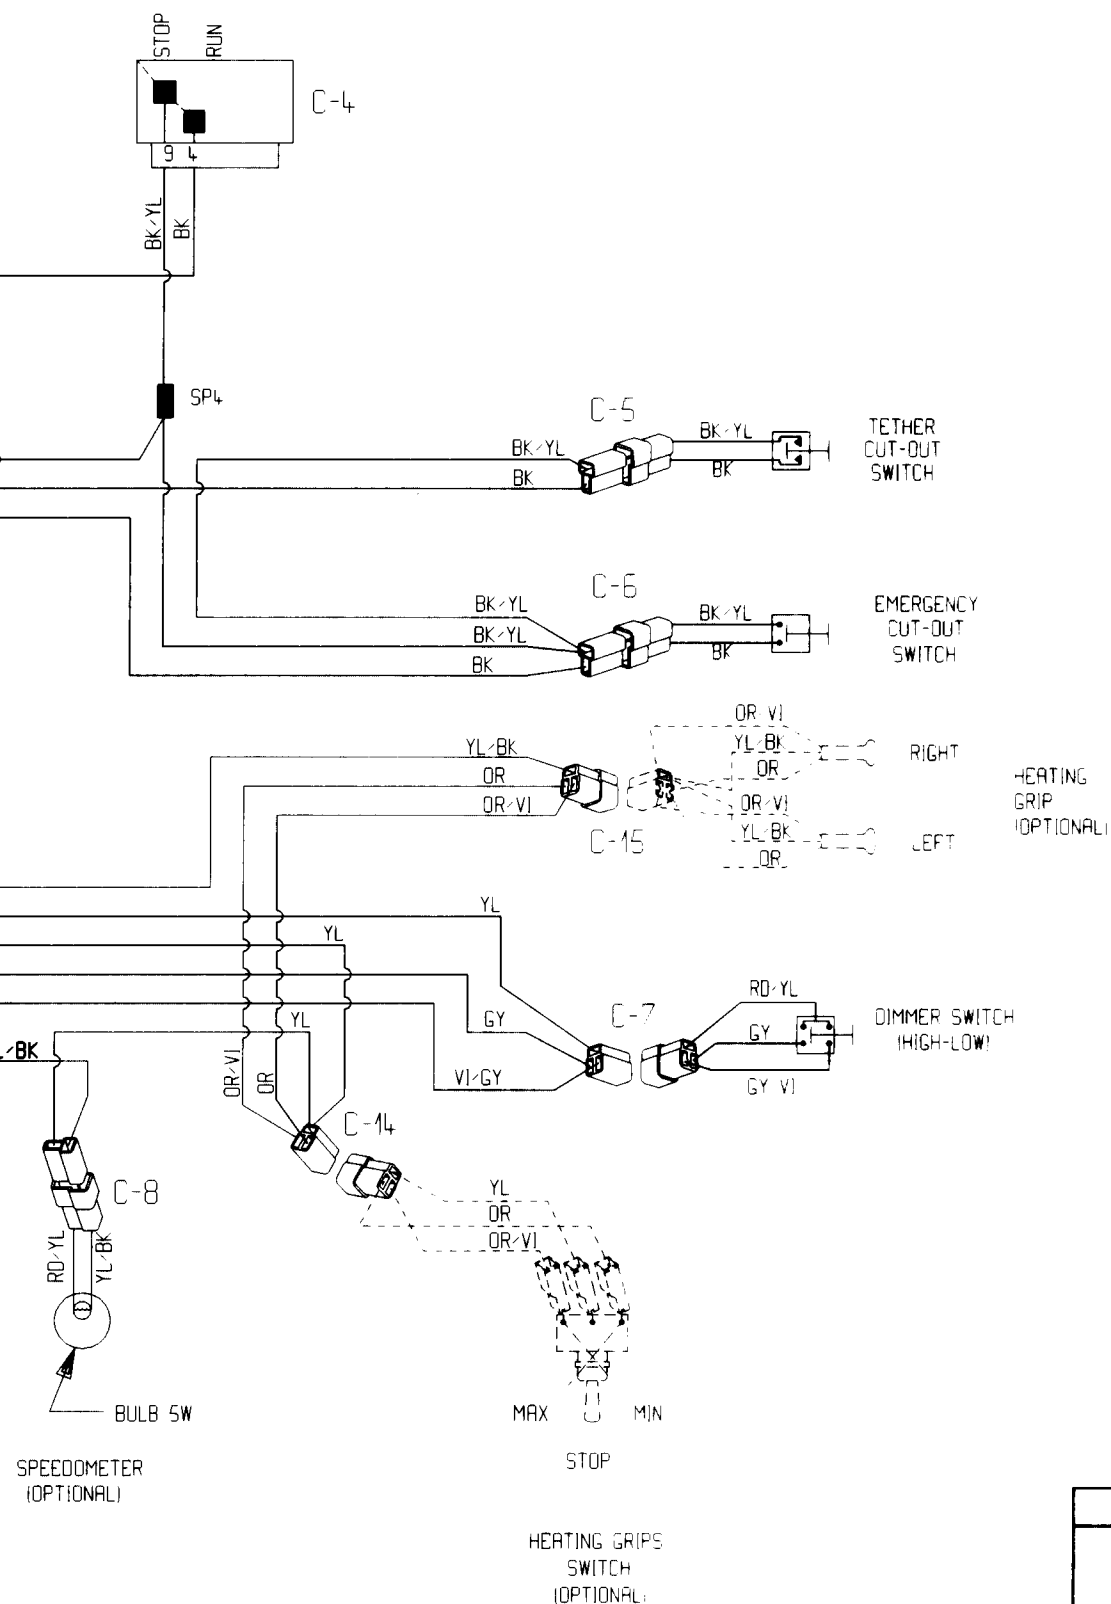 STOP
RUN
C-4
9 4
BK/YL
BK
SP4
C-5
BK/YL
BK
BK/YL
BK
TETHER
CUT-OUT
SWITCH
C-6
BK/YL
BK/YL
BK
BK/YL
BK
EMERGENCY
CUT-OUT
SWITCH
YL/BK
OR
OR/VI
C-15
OR/VI
YL/BK
OR
RIGHT
OR/VI
YL/BK
OR
LEFT
HEATING
GRIP
(OPTIONAL)
YL
YL
GY
VI/GY
C-7
RD/YL
GY
GY VI
DIMMER SWITCH
(HIGH-LOW)
YL
/BK
OR/VI
OR
C-14
C-8
RD/YL
YL/BK
YL
OR
OR/VI
BULB 5W
MAX
MIN
STOP
SPEEDOMETER
(OPTIONAL)
HEATING GRIPS
SWITCH
(OPTIONAL)